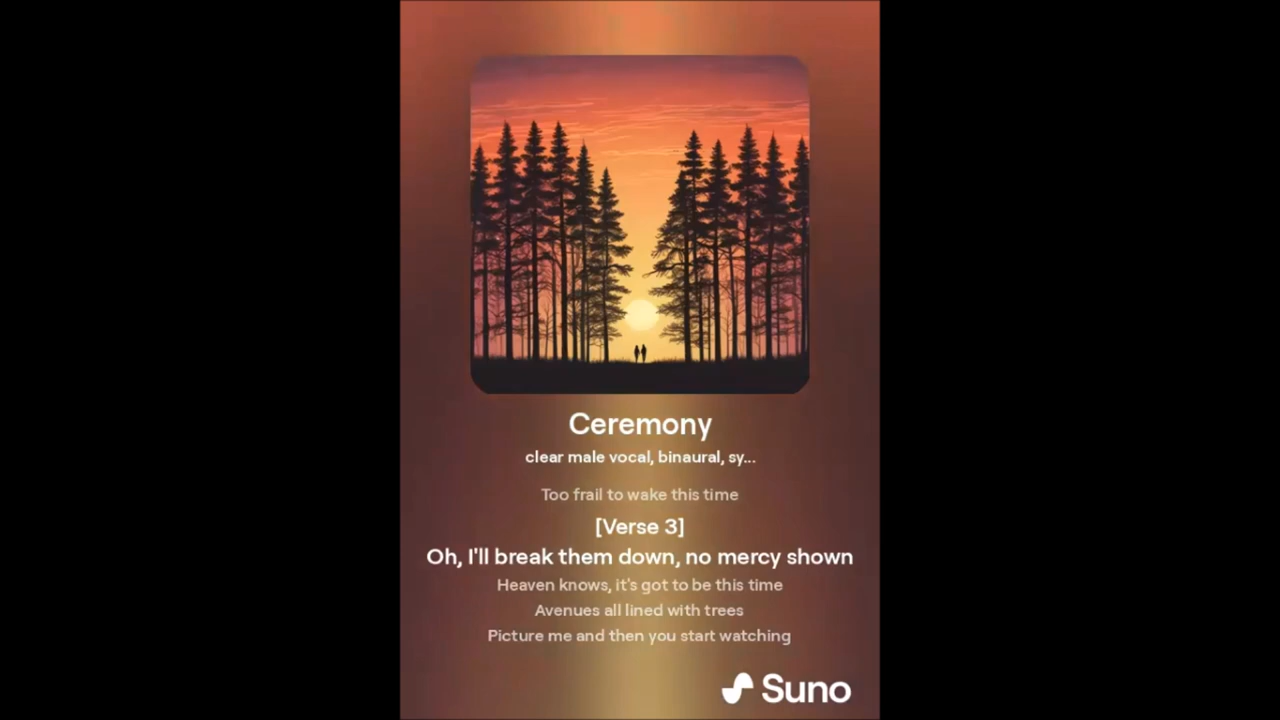 Ceremony
clear male vocal, binaural, sy...
Too frail to wake this time
[Verse 3]
Oh, I'll break them down, no mercy shown
Heaven knows, it's got to be this time
Avenues all lined with trees
Picture me and then you start watching
Suno